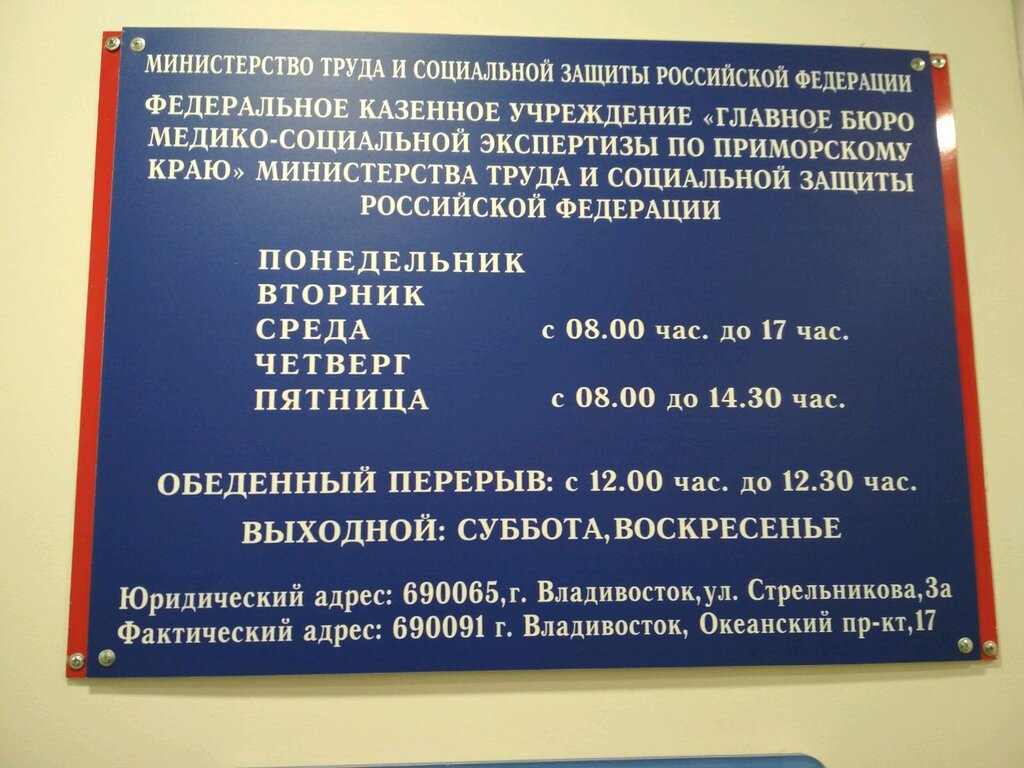 МИНИСТЕРСТВО ТРУДА И СОЦИАЛЬНОЙ ЗАЩИТЫ РОССИЙСКОЙ ФЕДЕРАЦИИ
ФЕДЕРАЛЬНОЕ КАЗЕННОЕ УЧРЕЖДЕНИЕ «ГЛАВНОЕ БЮРО
МЕДИКО-СОЦИАЛЬНОЙ ЭКСПЕРТИЗЫ ПО ПРИМОРСКОМУ
КРАЮ» МИНИСТЕРСТВА ТРУДА И СОЦИАЛЬНОЙ ЗАЩИТЫ
РОССИЙСКОЙ ФЕДЕРАЦИИ
ПОНЕДЕЛЬНИК
ВТОРНИК
СРЕДА с 08.00 час. до 17 час.
ЧЕТВЕРГ
ПЯТНИЦА с 08.00 до 14.30 час.
ОБЕДЕННЫЙ ПЕРЕРЫВ: с 12.00 час. до 12.30 час.
ВЫХОДНОЙ: СУББОТА,ВОСКРЕСЕНЬЕ
Юридический адрес: 690065,г. Владивосток,ул. Стрельникова,3а
Фактический адрес: 690091 г. Владивосток, Океанский пр-кт,17